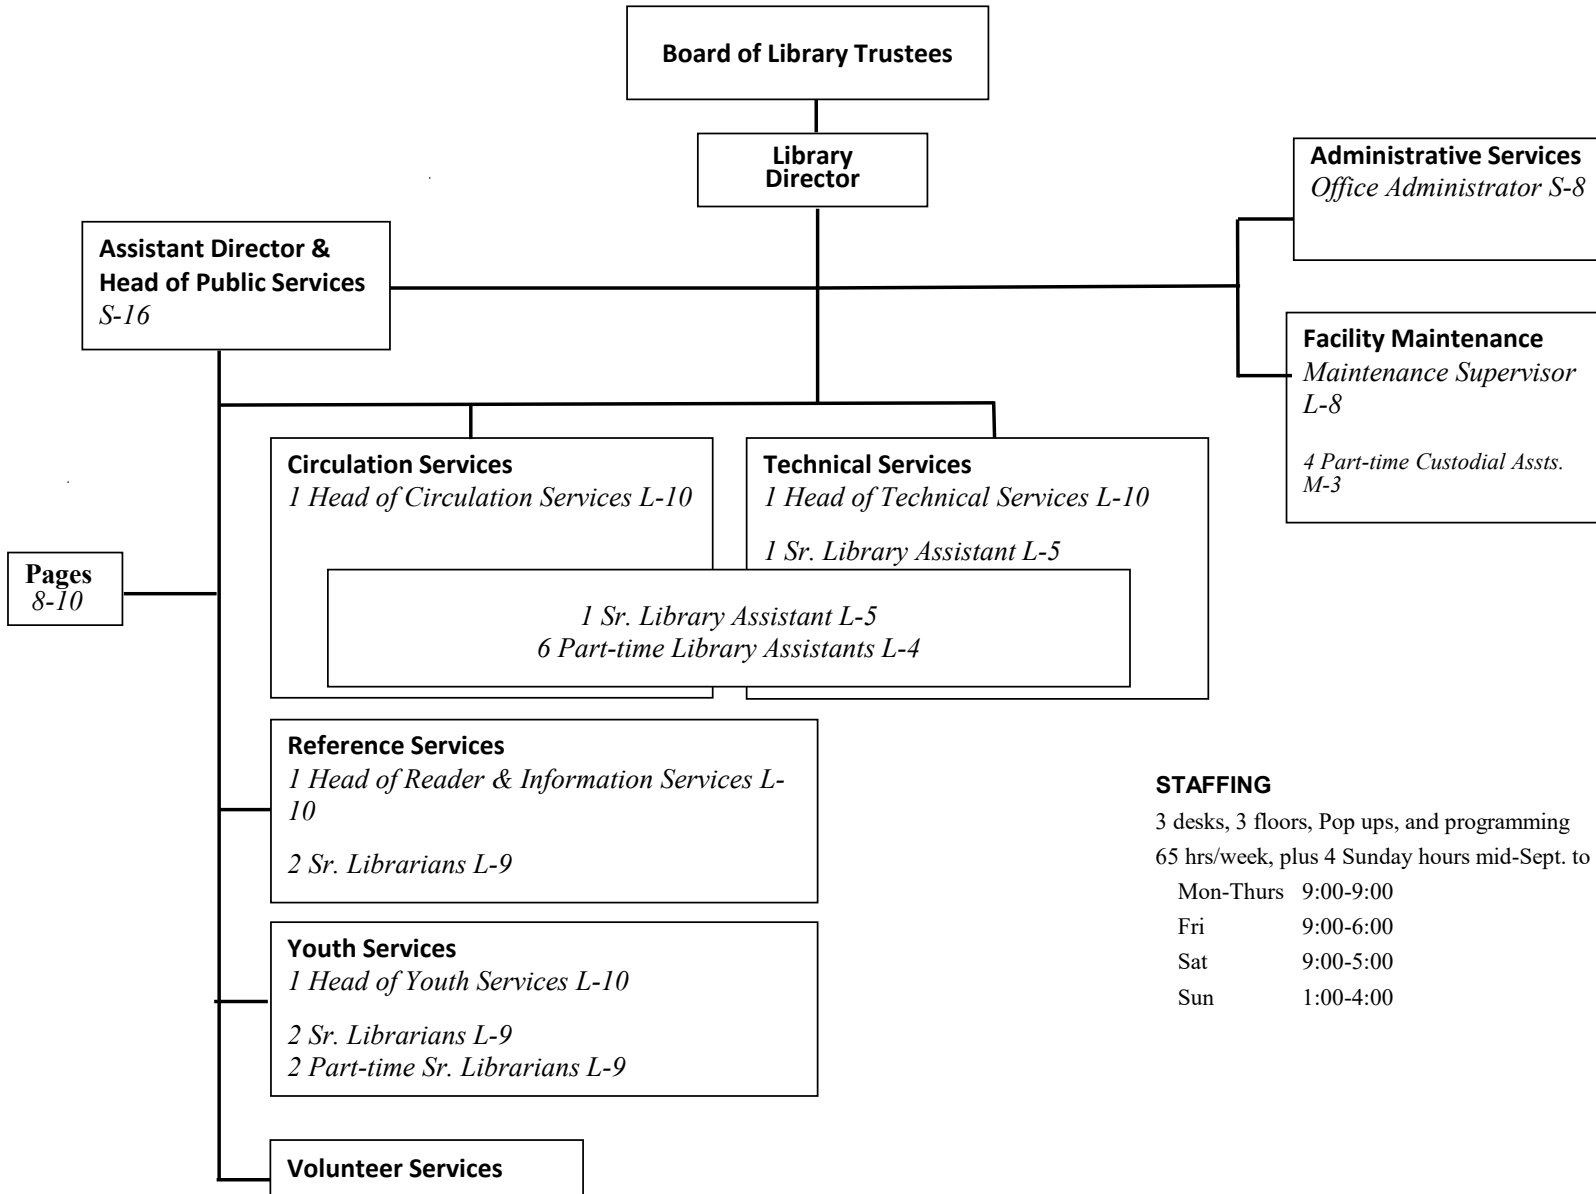 Board of Library Trustees
Library
Director
Administrative Services
Office Administrator S-8
Assistant Director &
Head of Public Services
S-16
Facility Maintenance
Maintenance Supervisor
L-8
4 Part-time Custodial Assts.
M-3
Circulation Services
1 Head of Circulation Services L-10
Technical Services
1 Head of Technical Services L-10
1 Sr. Library Assistant L-5
1 Sr. Library Assistant L-5
6 Part-time Library Assistants L-4
Pages
8-10
Reference Services
1 Head of Reader & Information Services L-
10
2 Sr. Librarians L-9
Youth Services
1 Head of Youth Services L-10
2 Sr. Librarians L-9
2 Part-time Sr. Librarians L-9
Volunteer Services
STAFFING
3 desks, 3 floors, Pop ups, and programming
65 hrs/week, plus 4 Sunday hours mid-Sept. to
Mon-Thurs 9:00-9:00
Fri 9:00-6:00
Sat 9:00-5:00
Sun 1:00-4:00